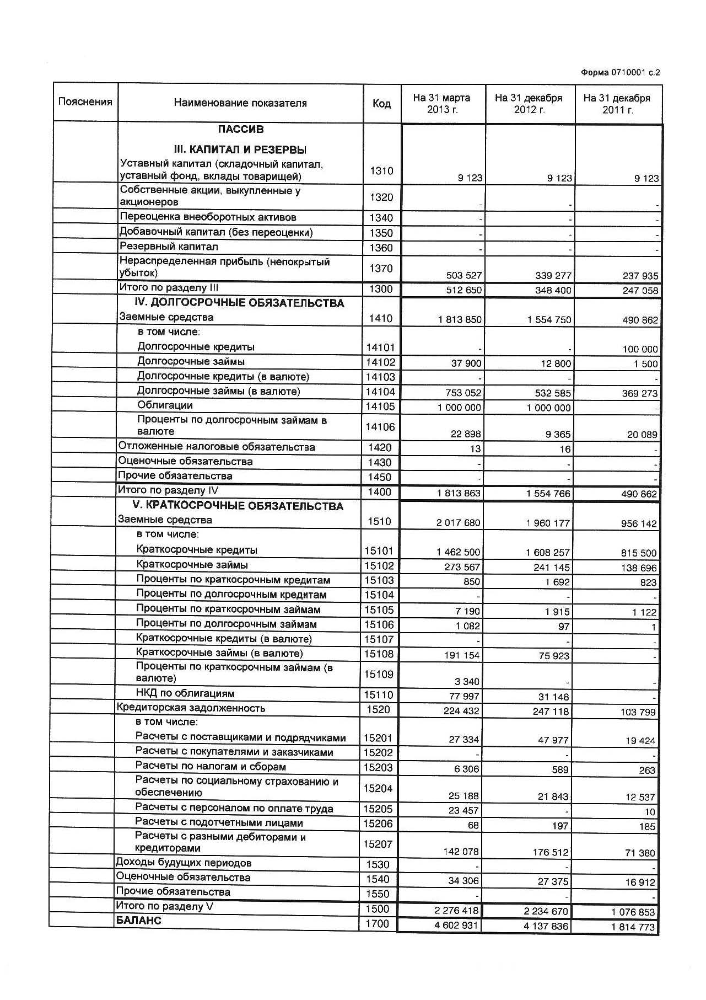 Форма 0710001 с.2
Пояснения Наименование показателя Код На 31 марта 2013 г. На 31 декабря 2012 г. На 31 декабря 2011 г.
ПАССИВ
III. КАПИТАЛ И РЕЗЕРВЫ
Уставный капитал (складочный капитал,
уставный фонд, вклады товарищей) 1310 9 123 9 123 9 123
Собственные акции, выкупленные у
акционеров 1320 - - -
Переоценка внеоборотных активов 1340 - - -
Добавочный капитал (без переоценки) 1350 - - -
Резервный капитал 1360 - - -
Нераспределенная прибыль (непокрытый
убыток) 1370 503 527 339 277 237 935
Итого по разделу III 1300 512 650 348 400 247 058
IV. ДОЛГОСРОЧНЫЕ ОБЯЗАТЕЛЬСТВА
Заемные средства 1410 1 813 850 1 554 750 490 862
в том числе:
Долгосрочные кредиты 14101 - - 100 000
Долгосрочные займы 14102 37 900 12 800 1 500
Долгосрочные кредиты (в валюте) 14103 - - -
Долгосрочные займы (в валюте) 14104 753 052 532 585 369 273
Облигации 14105 1 000 000 1 000 000 -
Проценты по долгосрочным займам в
валюте 14106 22 898 9 365 20 089
Отложенные налоговые обязательства 1420 13 16 -
Оценочные обязательства 1430 - - -
Прочие обязательства 1450 - - -
Итого по разделу IV 1400 1 813 863 1 554 766 490 862
V. КРАТКОСРОЧНЫЕ ОБЯЗАТЕЛЬСТВА
Заемные средства 1510 2 017 680 1 960 177 956 142
в том числе:
Краткосрочные кредиты 15101 1 462 500 1 608 257 815 500
Краткосрочные займы 15102 273 567 241 145 138 696
Проценты по краткосрочным кредитам 15103 850 1 692 823
Проценты по долгосрочным кредитам 15104 - - -
Проценты по краткосрочным займам 15105 7 190 1 915 1 122
Проценты по долгосрочным займам 15106 1 082 97 1
Краткосрочные кредиты (в валюте) 15107 - - -
Краткосрочные займы (в валюте) 15108 191 154 75 923 -
Проценты по краткосрочным займам (в
валюте) 15109 3 340 - -
НКД по облигациям 15110 77 997 31 148 -
Кредиторская задолженность 1520 224 432 247 118 103 799
в том числе:
Расчеты с поставщиками и подрядчиками 15201 27 334 47 977 19 424
Расчеты с покупателями и заказчиками 15202 - - -
Расчеты по налогам и сборам 15203 6 306 589 263
Расчеты по социальному страхованию и
обеспечению 15204 25 188 21 843 12 537
Расчеты с персоналом по оплате труда 15205 23 457 - 10
Расчеты с подотчетными лицами 15206 68 197 185
Расчеты с разными дебиторами и
кредиторами 15207 142 078 176 512 71 380
Доходы будущих периодов 1530 - - -
Оценочные обязательства 1540 34 306 27 375 16 912
Прочие обязательства 1550 - - -
Итого по разделу V 1500 2 276 418 2 234 670 1 076 853
БАЛАНС 1700 4 602 931 4 137 836 1 814 773